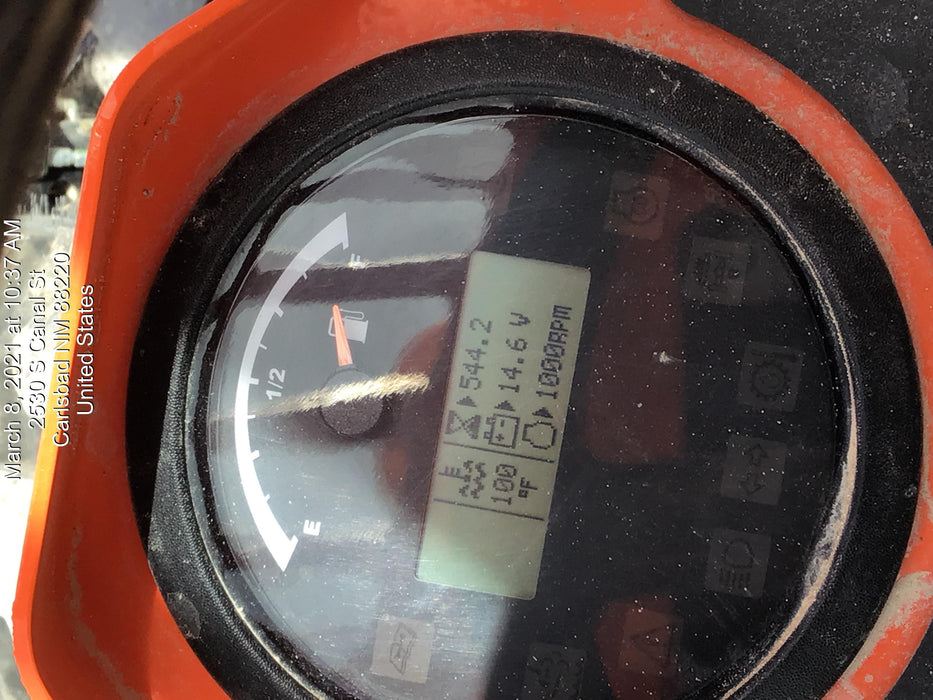 March 8, 2021 at 10:37 AM
2530 S Canal St
Carlsbad NM 88220
United States
F
1/2
E
544.2
14.6 V
1000RPM
100
°F